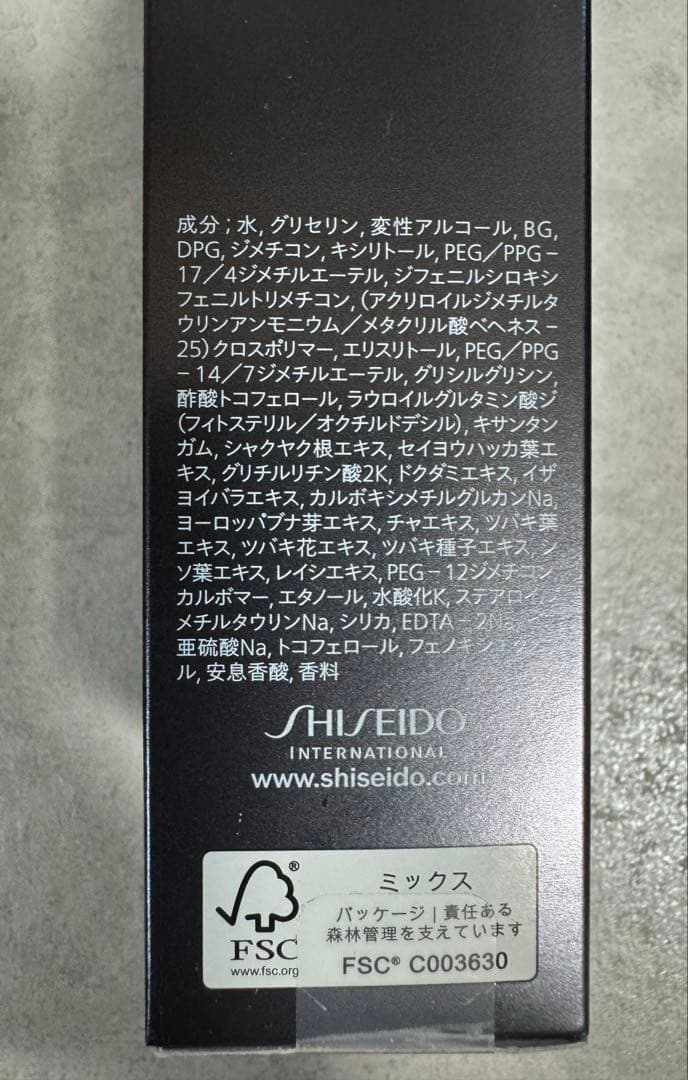 成分；水, グリセリン, 変性アルコール, BG,
DPG, ジメチコン, キシリトール, PEG／PPG－
17／4ジメチルエーテル, ジフェニルシロキシ
フェニルトリメチコン, （アクリロイルジメチルタ
ウリンアンモニウム／メタクリル酸ベヘネス－
25）クロスポリマー, エリスリトール, PEG／PPG
－14／7ジメチルエーテル, グリシルグリシン,
酢酸トコフェロール, ラウロイルグルタミン酸ジ
（フィトステリル／オクチルドデシル）, キサンタン
ガム, シャクヤク根エキス, セイヨウハッカ葉エ
キス, グリチルリチン酸2K, ドクダミエキス, イザ
ヨイバラエキス, カルボキシメチルグルカンNa,
ヨーロッパブナ芽エキス, チャエキス, ツバキ葉
エキス, ツバキ花エキス, ツバキ種子エキス, シ
ソ葉エキス, レイシエキス, PEG－12ジメチコン
カルボマー, エタノール, 水酸化K, ステアロイル
メチルタウリンNa, シリカ, EDTA－2Na
亜硫酸Na, トコフェロール, フェノキシ
ル, 安息香酸, 香料
SHISEIDO
INTERNATIONAL
www.shiseido.com
®
FSC
www.fsc.org
ミックス
パッケージ | 責任ある
森林管理を支えています
FSC® C003630